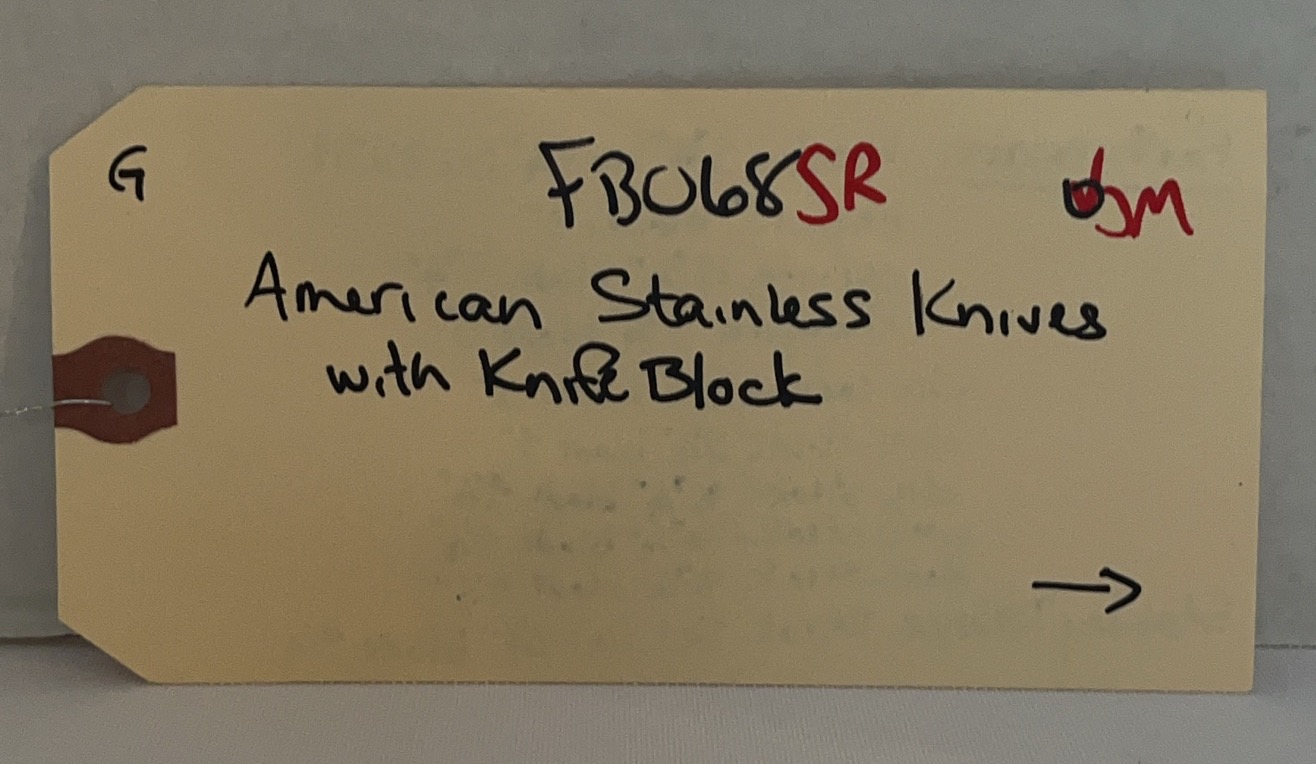 G FB068SR
American Stainless Knives
with Knife Block
→